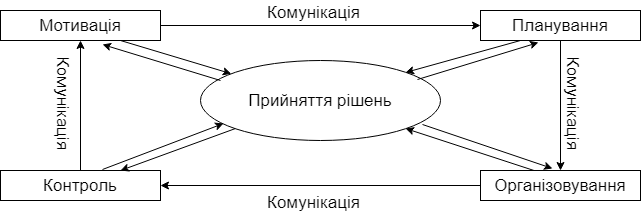 Комунікація
Мотивація
Планування
Комунікація
Комунікація
Прийняття рішень
Контроль
Організовування
Комунікація